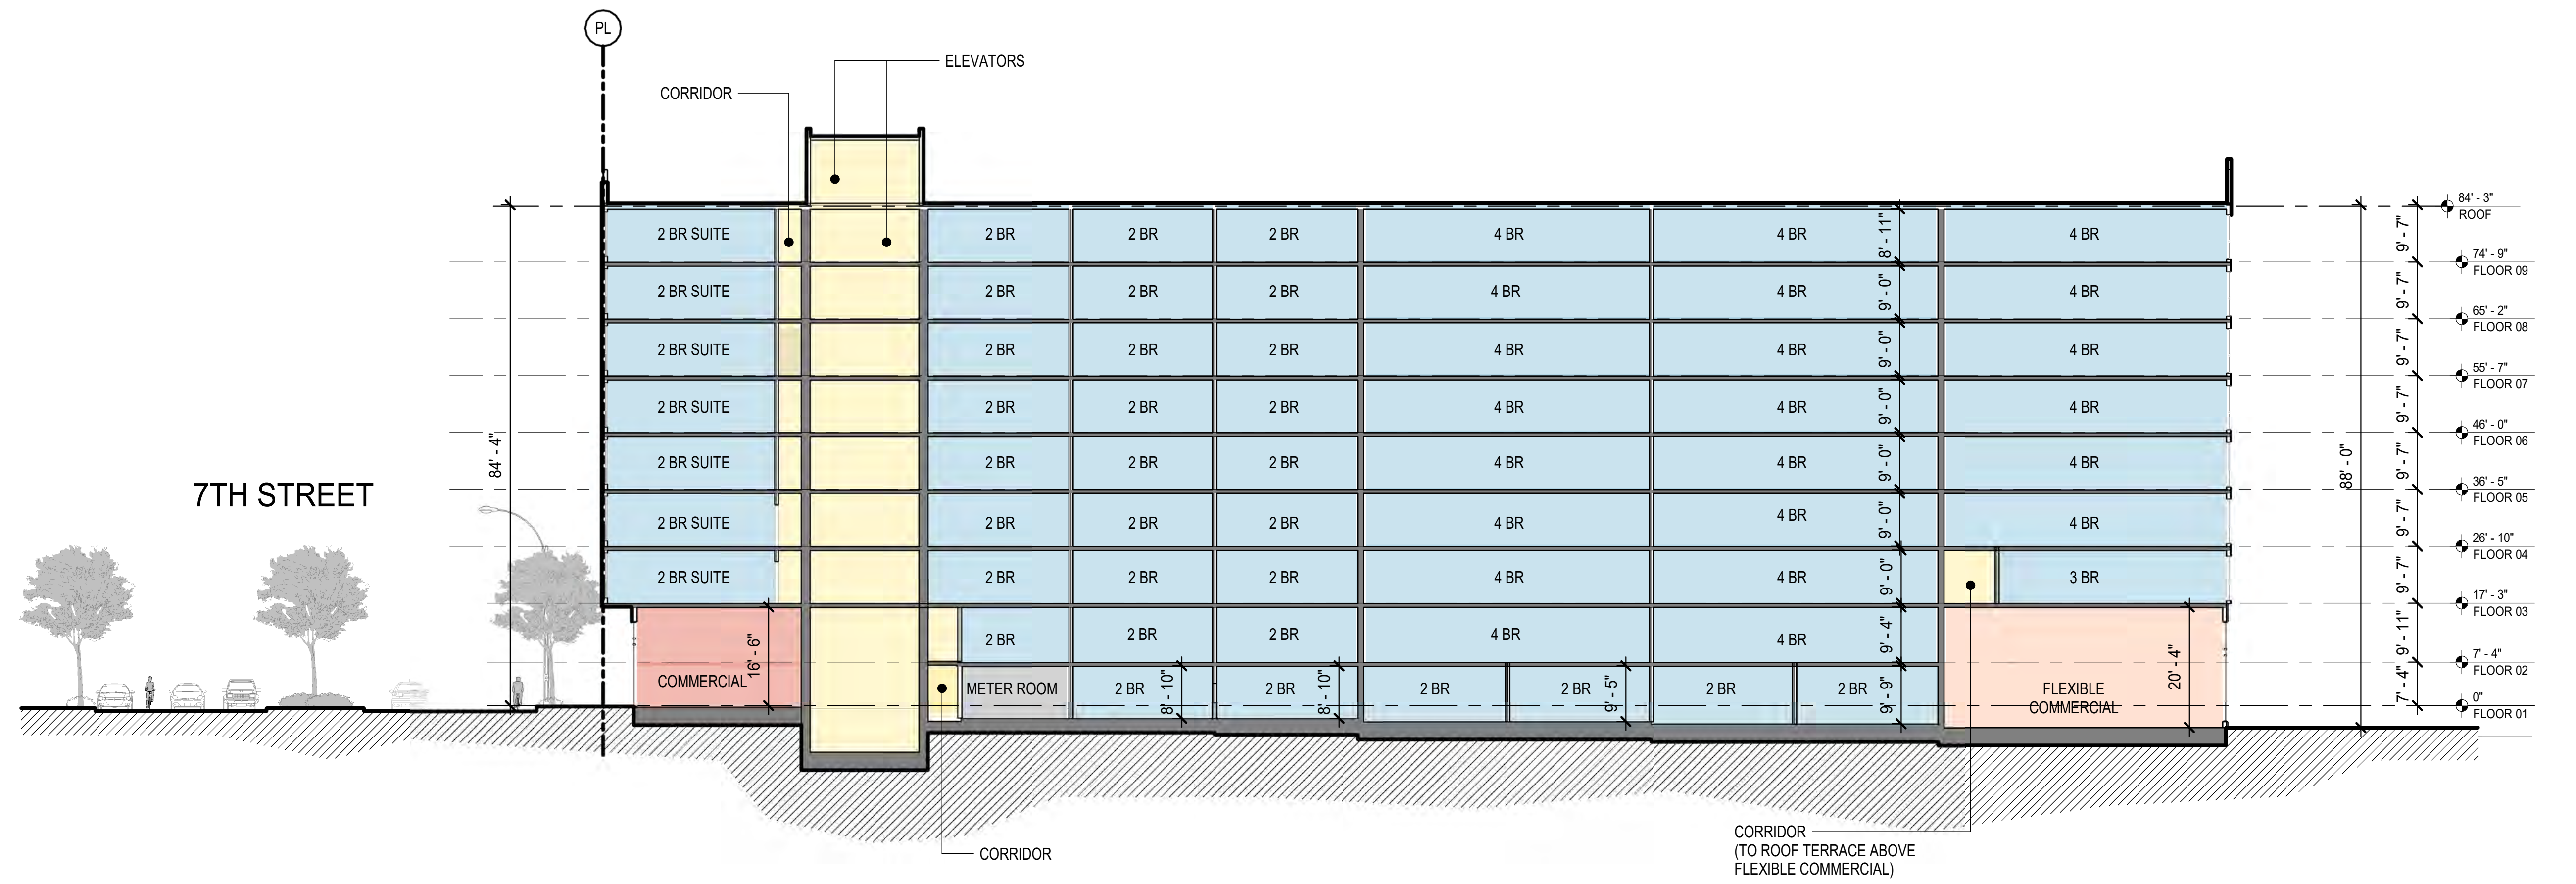 PL
ELEVATORS
CORRIDOR
84' - 3"
ROOF
2 BR SUITE 2 BR 2 BR 2 BR 4 BR 4 BR 8' - 11" 4 BR 9' - 7"
74' - 9"
FLOOR 09
2 BR SUITE 2 BR 2 BR 2 BR 4 BR 4 BR 9' - 0" 4 BR 9' - 7"
65' - 2"
FLOOR 08
2 BR SUITE 2 BR 2 BR 2 BR 4 BR 4 BR 9' - 0" 4 BR 9' - 7"
55' - 7"
FLOOR 07
2 BR SUITE 2 BR 2 BR 2 BR 4 BR 4 BR 9' - 0" 4 BR 9' - 7"
46' - 0"
FLOOR 06
84' - 4"
2 BR SUITE 2 BR 2 BR 2 BR 4 BR 4 BR 9' - 0" 4 BR 88' - 0" 9' - 7"
36' - 5"
FLOOR 05
7TH STREET
2 BR SUITE 2 BR 2 BR 2 BR 4 BR 4 BR 9' - 0" 4 BR 9' - 7"
26' - 10"
FLOOR 04
2 BR SUITE 2 BR 2 BR 2 BR 4 BR 4 BR 9' - 0" 3 BR 9' - 7"
17' - 3"
FLOOR 03
16' - 6" 2 BR 2 BR 2 BR 4 BR 4 BR 9' - 4" 20' - 4" 9' - 11"
7' - 4"
FLOOR 02
COMMERCIAL METER ROOM 2 BR 8' - 10" 2 BR 8' - 10" 2 BR 2 BR 9' - 5" 2 BR 2 BR 9' - 9" FLEXIBLE 7' - 4"
COMMERCIAL
0"
FLOOR 01
CORRIDOR
CORRIDOR
(TO ROOF TERRACE ABOVE
FLEXIBLE COMMERCIAL)